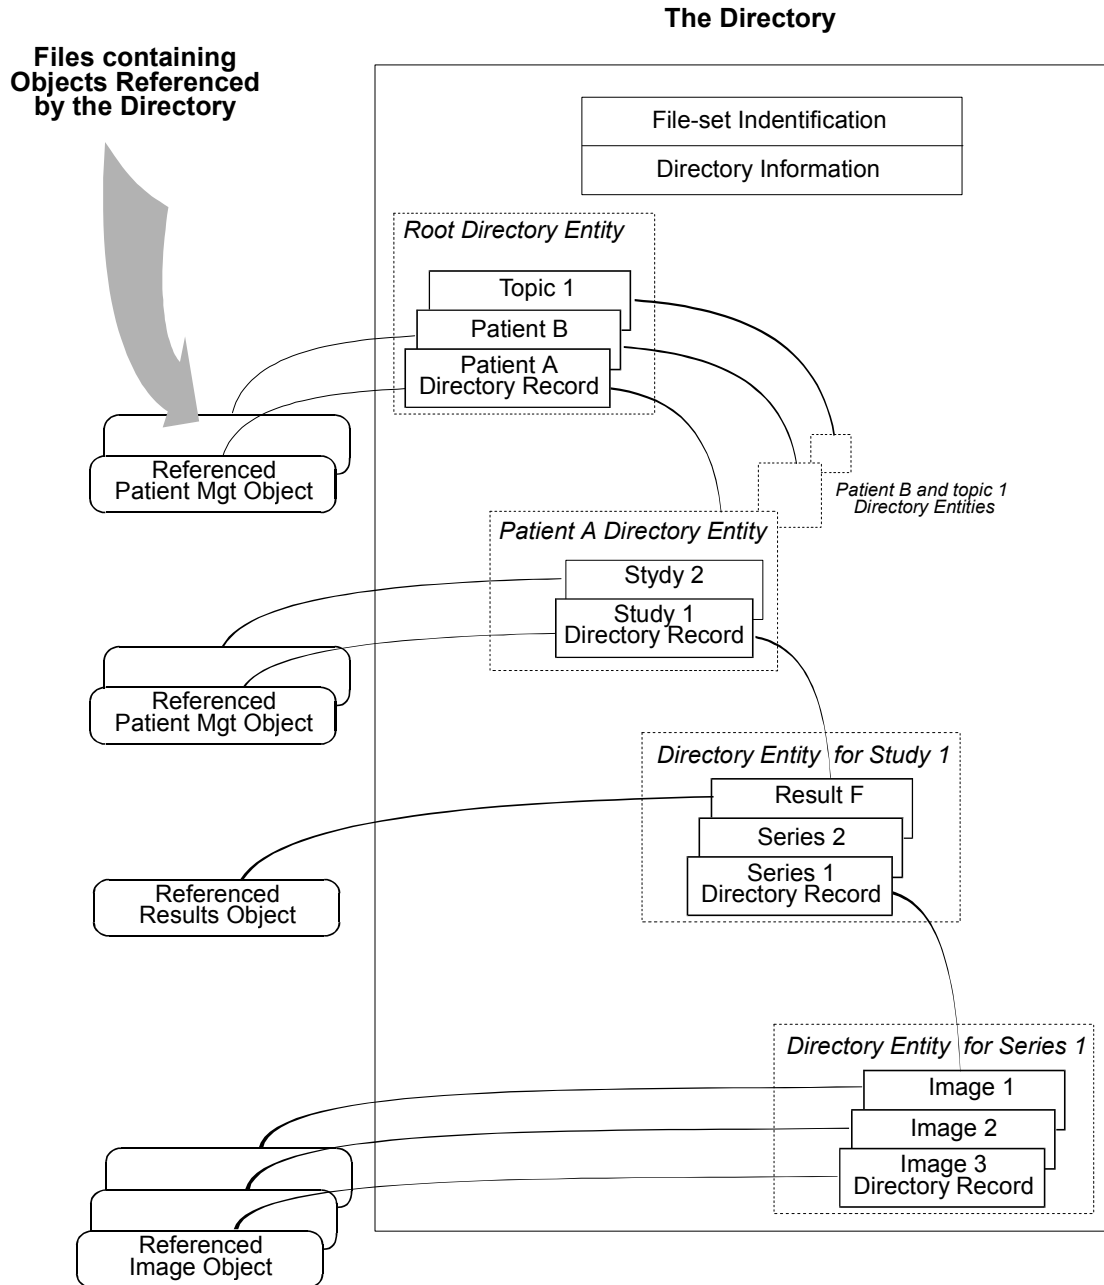 The Directory
Files containing
Objects Referenced
by the Directory
File-set Indentification
Directory Information
Root Directory Entity
Topic 1
Patient B
Patient A
Directory Record
Referenced
Patient Mgt Object
Patient B and topic 1
Directory Entities
Patient A Directory Entity
Stydy 2
Study 1
Directory Record
Referenced
Patient Mgt Object
Directory Entity for Study 1
Result F
Series 2
Series 1
Directory Record
Referenced
Results Object
Directory Entity for Series 1
Image 1
Image 2
Image 3
Directory Record
Referenced
Image Object